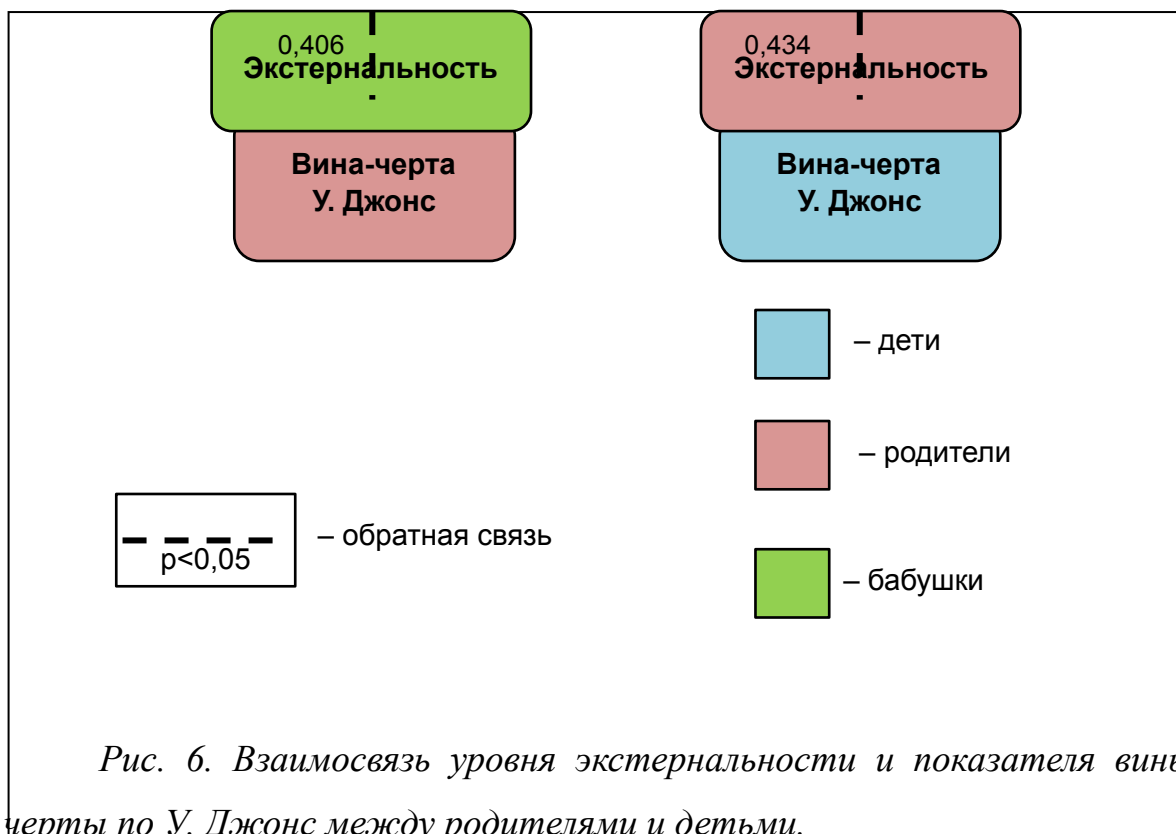 0,406
Экстернальность
0,434
Экстернальность
Вина-черта
У. Джонс
Вина-черта
У. Джонс
– дети
– родители
p<0,05
– обратная связь
– бабушки
Рис. 6. Взаимосвязь уровня экстернальности и показателя вины
черты по У. Джонс между родителями и детьми.